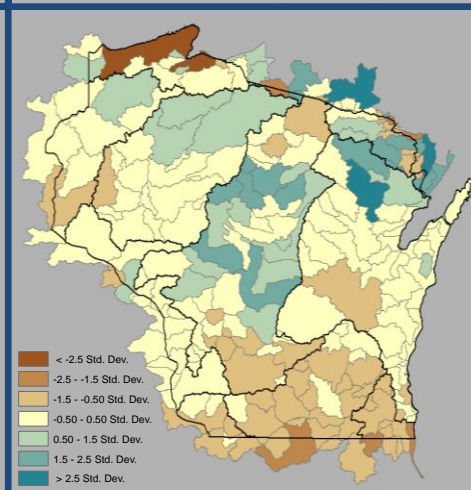 < -2.5 Std. Dev.
-2.5 - -1.5 Std. Dev.
-1.5 - -0.50 Std. Dev.
-0.50 - 0.50 Std. Dev.
0.50 - 1.5 Std. Dev.
1.5 - 2.5 Std. Dev.
> 2.5 Std. Dev.